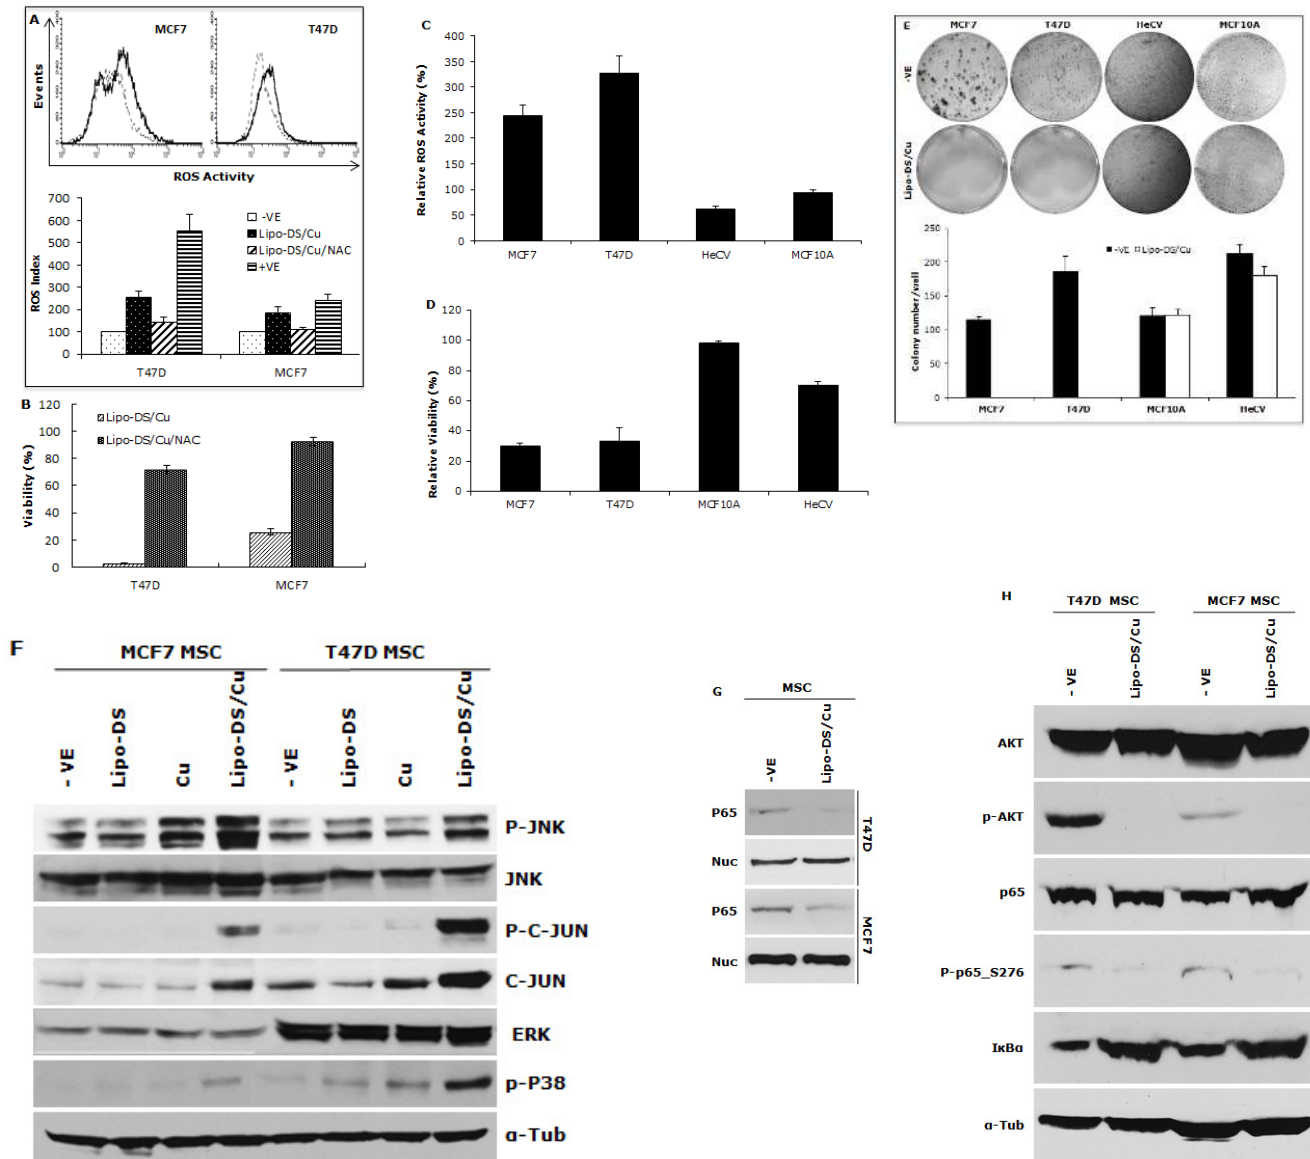 A
MCF7
T47D
Events
ROS Activity
700
600
500
400
300
200
100
0
ROS Index
-VE
Lipo-DS/Cu
Lipo-DS/Cu/NAC
+VE
T47D
MCF7
B
120
100
80
60
40
20
0
Viability (%)
Lipo-DS/Cu
Lipo-DS/Cu/NAC
T47D
MCF7
C
400
350
300
250
200
150
100
50
0
Relative ROS Activity (%)
MCF7
T47D
HeCV
MCF10A
D
120
100
80
60
40
20
0
Relative Viability (%)
MCF7
T47D
MCF10A
HeCV
E
MCF7
T47D
HeCV
MCF10A
-VE
Lipo-DS/Cu
250
200
150
100
50
0
Colony number/well
-VE
Lipo-DS/Cu
MCF7
T47D
MCF10A
HeCV
F
MCF7 MSC
T47D MSC
- VE
Lipo-DS
Cu
Lipo-DS/Cu
- VE
Lipo-DS
Cu
Lipo-DS/Cu
P-JNK
JNK
P-C-JUN
C-JUN
ERK
p-P38
α-Tub
G
MSC
-VE
Lipo-DS/Cu
P65
Nuc
T47D
P65
Nuc
MCF7
H
T47D MSC
MCF7 MSC
- VE
Lipo-DS/Cu
- VE
Lipo-DS/Cu
AKT
p-AKT
p65
P-p65_S276
IκBα
α-Tub